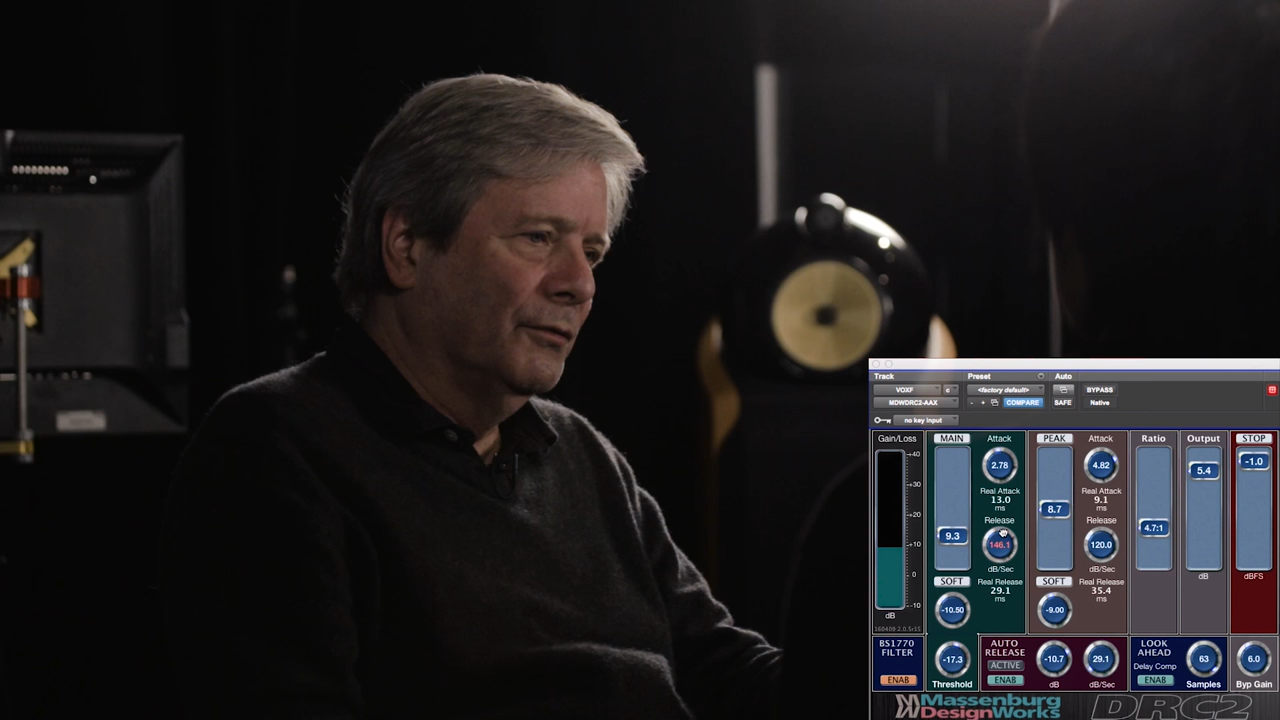 Track Preset Auto
VOXF c <factory default> BYPASS
MDWDRC2-AAX - + COMPARE SAFE Native
no key input
Gain/Loss MAIN Attack PEAK Attack Ratio Output STOP
+40
+30
+20
+10
0
-10
dB
2.78 4.82 5.4 -1.0
Real Attack Real Attack
13.0 9.1
ms ms
8.7
Release Release
9.3 4.7:1
146.1 120.0
dB/Sec dB/Sec dB dBFS
SOFT Real Release SOFT Real Release
29.1 35.4
ms ms
-10.50 -9.00
160409 2.0.5r15
BS1770
FILTER
ENAB
-17.3
Threshold
AUTO
RELEASE
ACTIVE
ENAB
-10.7 29.1
dB dB/Sec
LOOK
AHEAD
Delay Comp
ENAB
63
Samples
6.0
Byp Gain
Massenburg
DesignWorks
DRC2